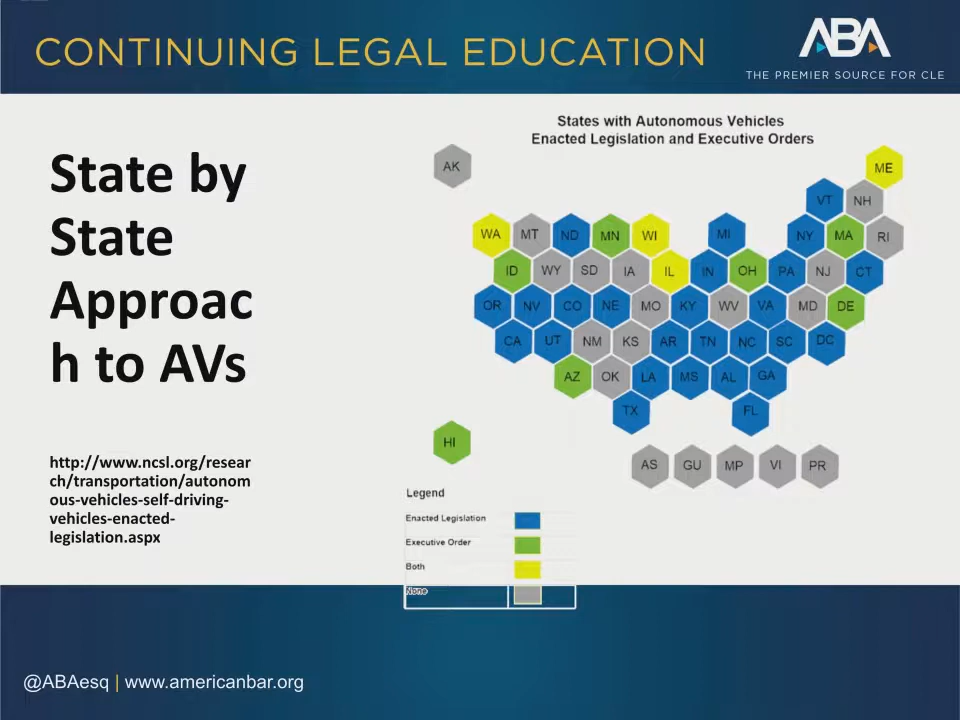 CONTINUING LEGAL EDUCATION
ABA
THE PREMIER SOURCE FOR CLE
State by
State
Approac
h to AVs
http://www.ncsl.org/resear
ch/transportation/autonom
ous-vehicles-self-driving-
vehicles-enacted-
legislation.aspx
States with Autonomous Vehicles
Enacted Legislation and Executive Orders
AK
ME
VT NH
WA MT ND MN WI MI NY MA RI
ID WY SD IA IL IN OH PA NJ CT
OR NV CO NE MO KY WV VA MD DE
CA UT NM KS AR TN NC SC DC
AZ OK LA MS AL GA
TX FL
HI
AS GU MP VI PR
Legend
Enacted Legislation
Executive Order
Both
None
@ABAesq | www.americanbar.org